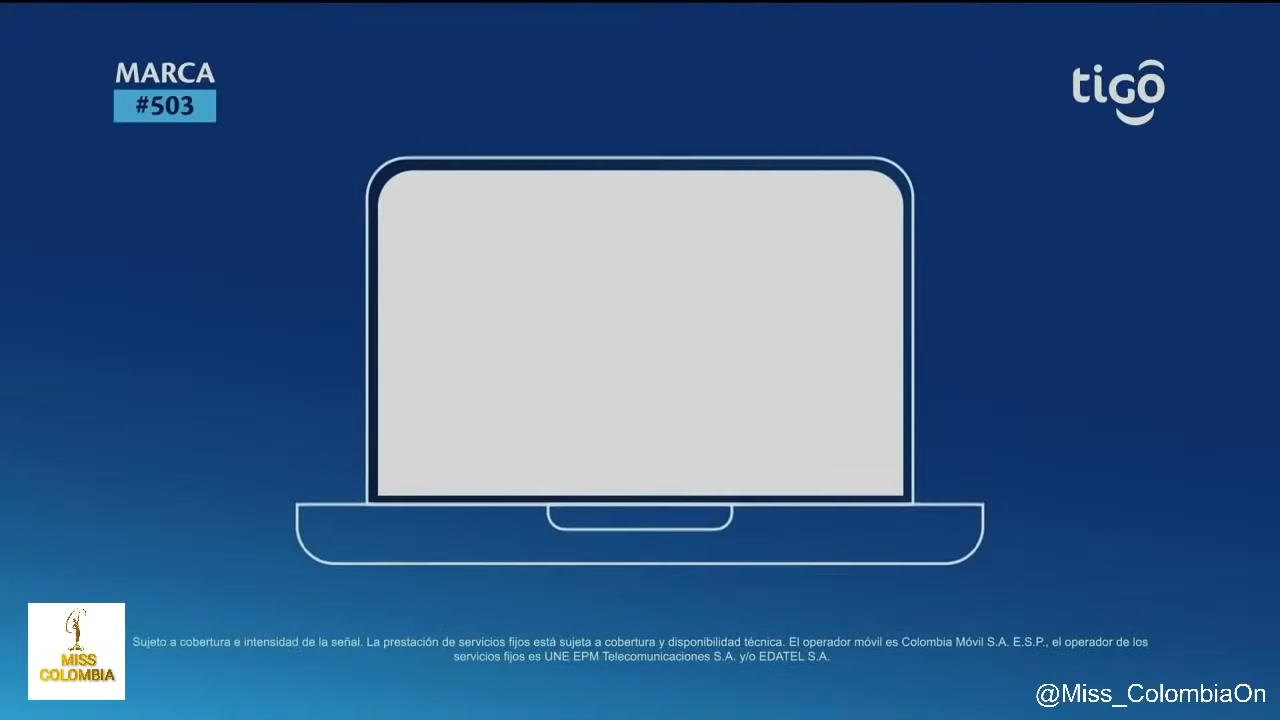 MARCA
#503
tigo
Sujeto a cobertura e intensidad de la señal. La prestación de servicios fijos está sujeta a cobertura y disponibilidad técnica. El operador móvil es Colombia Móvil S.A. E.S.P., el operador de los
servicios fijos es UNE EPM Telecomunicaciones S.A. y/o EDATEL S.A.
MISS
COLOMBIA
@Miss_ColombiaOn